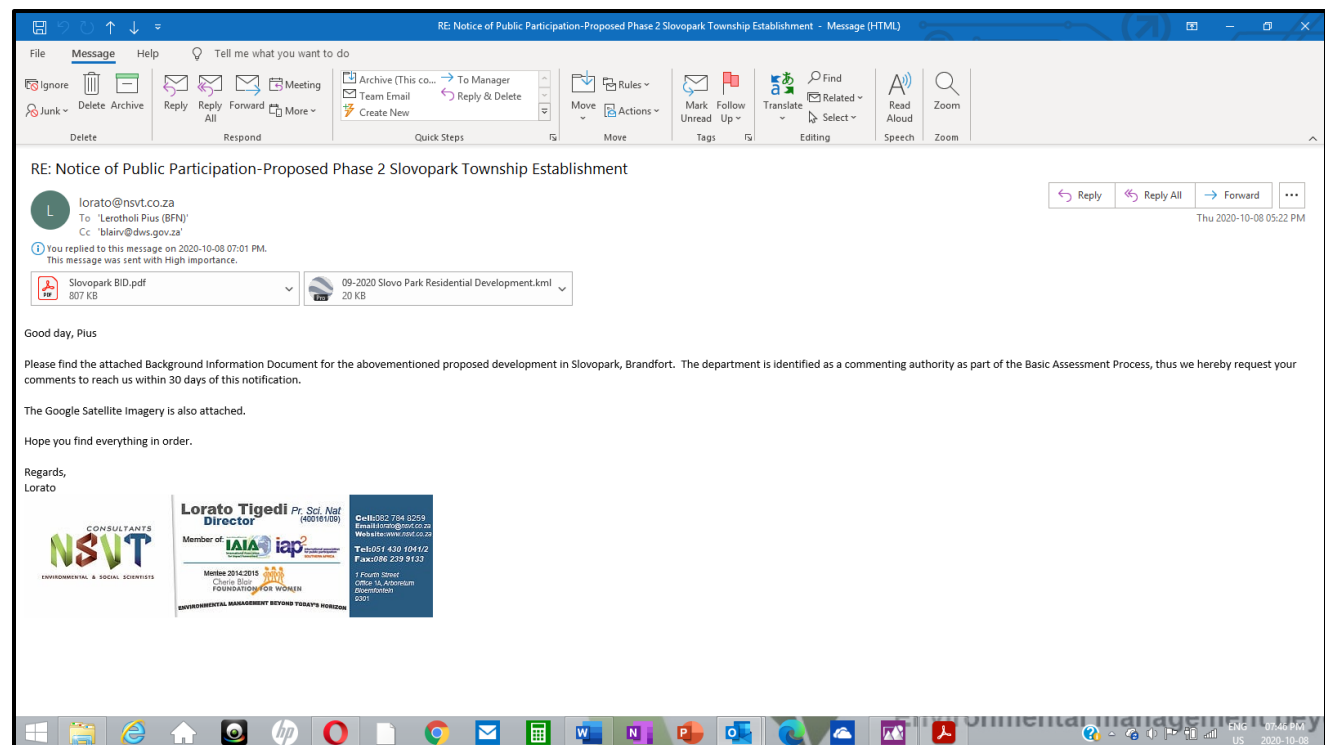 RE: Notice of Public Participation-Proposed Phase 2 Slovopark Township Establishment - Message (HTML)
File Message Help Tell me what you want to do
Ignore
Junk
Delete Archive
Reply Reply All Forward
Meeting
More
Archive (This co...
Team Email
Create New
To Manager
Reply & Delete
Move
Rules
Actions
Mark Unread
Follow Up
Translate
Find
Related
Select
Read Aloud
Zoom
Delete Respond Quick Steps Move Tags Editing Speech Zoom
RE: Notice of Public Participation-Proposed Phase 2 Slovopark Township Establishment
L
lorato@nsvt.co.za
To 'Lerotholi Pius (BFN)'
Cc 'blairv@dws.gov.za'
Reply Reply All Forward
Thu 2020-10-08 05:22 PM
You replied to this message on 2020-10-08 07:01 PM.
This message was sent with High importance.
PDF
Slovopark BID.pdf
807 KB
Pro
09-2020 Slovo Park Residential Development.kml
20 KB
Good day, Pius
Please find the attached Background Information Document for the abovementioned proposed development in Slovopark, Brandfort. The department is identified as a commenting authority as part of the Basic Assessment Process, thus we hereby request your
comments to reach us within 30 days of this notification.
The Google Satellite Imagery is also attached.
Hope you find everything in order.
Regards,
Lorato
CONSULTANTS
NSVT
ENVIRONMENTAL & SOCIAL SCIENTISTS
Lorato Tigedi Pr. Sci. Nat
Director (400161/09)
Member of: IAIA iap2
Mentee 2014:2015
Cherie Blair
FOUNDATION FOR WOMEN
ENVIRONMENTAL MANAGEMENT BEYOND TODAY'S HORIZON
Cell:082 784 8259
Email:lorato@nsvt.co.za
Website:www.nsvt.co.za
Tel:051 430 1041/2
Fax:086 239 9133
1 Fourth Street
Office 1A, Arboretum
Bloemfontein
9301
hp
ENG 07:46 PM
US 2020-10-08